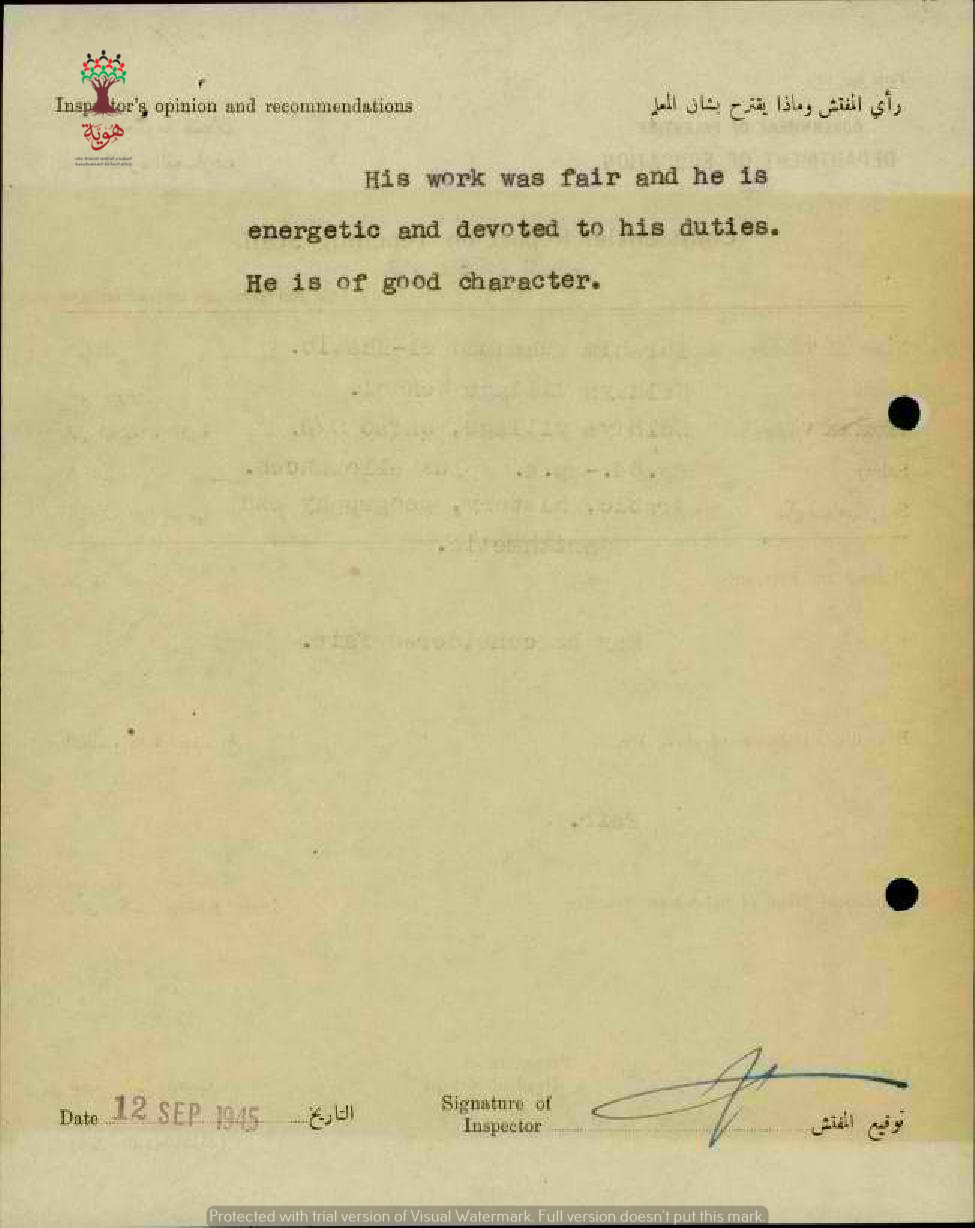 Inspector's opinion and recommendations
رأي المفتش وماذا يقترح بشان المعلم
هوية
His work was fair and he is
energetic and devoted to his duties.
He is of good character.
Date 12 SEP 1945 التاريخ
Signature of
Inspector
توقيع المفتش
Protected with trial version of Visual Watermark. Full version doesn't put this mark.